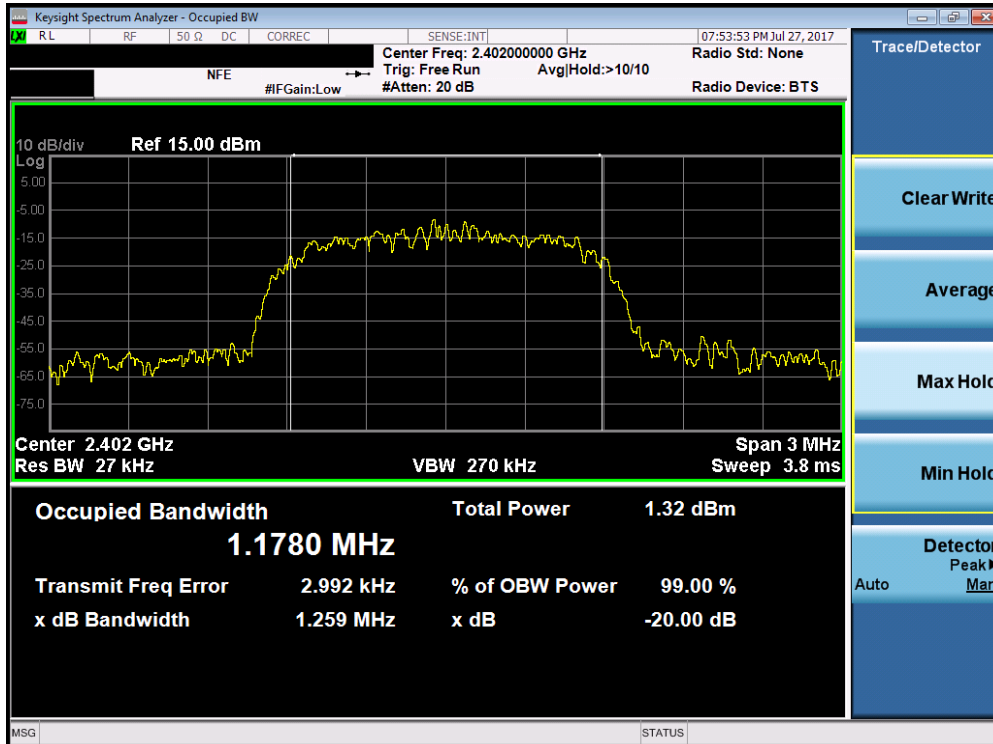 Keysight Spectrum Analyzer - Occupied BW
LXI RL RF 50 Ω DC CORREC SENSE:INT 07:53:53 PM Jul 27, 2017
Center Freq: 2.402000000 GHz Radio Std: None
NFE Trig: Free Run Avg|Hold:>10/10
#IFGain:Low #Atten: 20 dB Radio Device: BTS
10 dB/div Ref 15.00 dBm
Log
5.00
-5.00
-15.0
-25.0
-35.0
-45.0
-55.0
-65.0
-75.0
Center 2.402 GHz Span 3 MHz
Res BW 27 kHz VBW 270 kHz Sweep 3.8 ms
Occupied Bandwidth Total Power 1.32 dBm
1.1780 MHz
Transmit Freq Error 2.992 kHz % of OBW Power 99.00 %
x dB Bandwidth 1.259 MHz x dB -20.00 dB
MSG STATUS
Trace/Detector
Clear Write
Average
Max Hold
Min Hold
Detector
Peak
Auto Man